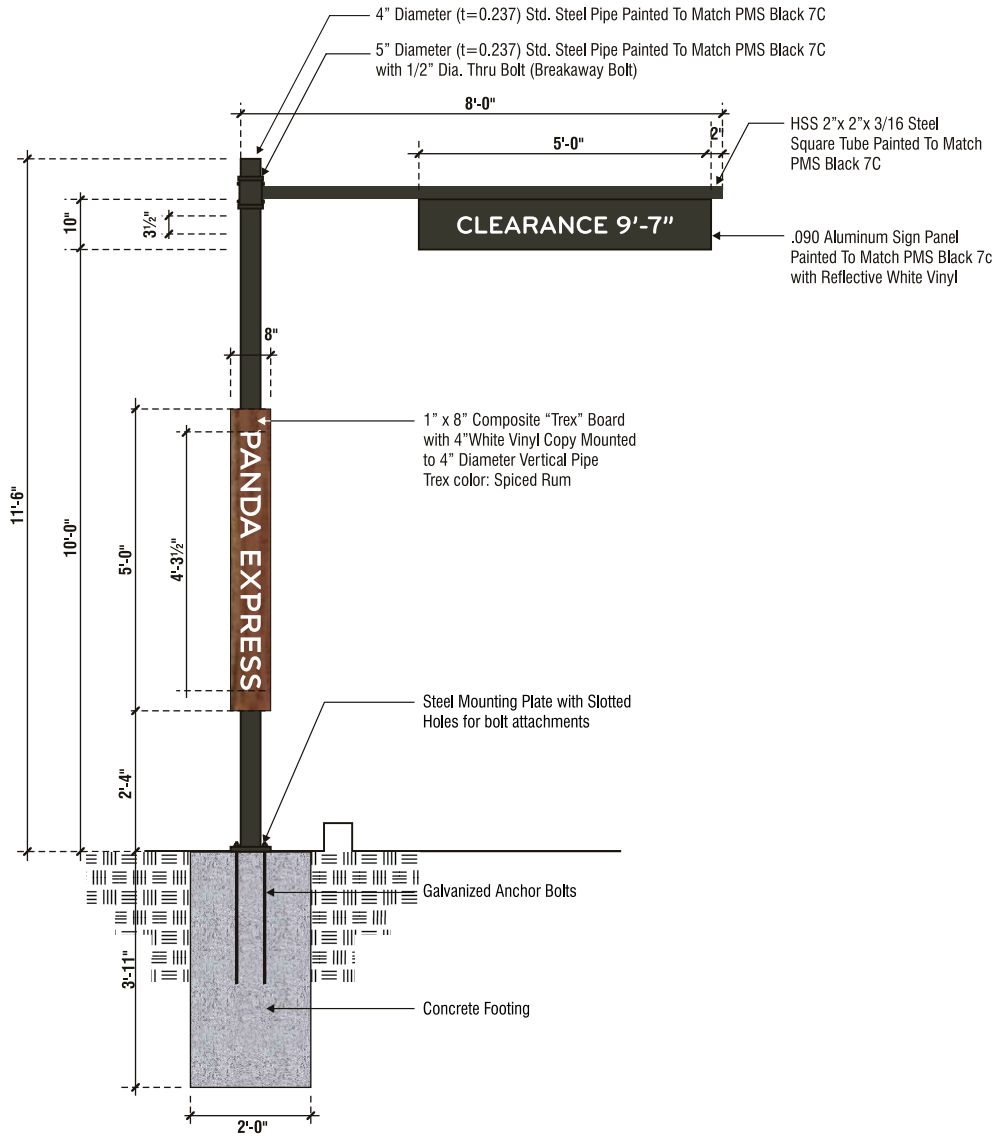 4” Diameter (t=0.237) Std. Steel Pipe Painted To Match PMS Black 7C
5” Diameter (t=0.237) Std. Steel Pipe Painted To Match PMS Black 7C
with 1/2” Dia. Thru Bolt (Breakaway Bolt)
8'-0"
5'-0"
2"
HSS 2”x 2”x 3/16 Steel
Square Tube Painted To Match
PMS Black 7C
10"
3½"
CLEARANCE 9’-7”
.090 Aluminum Sign Panel
Painted To Match PMS Black 7c
with Reflective White Vinyl
8"
1” x 8” Composite “Trex” Board
with 4”White Vinyl Copy Mounted
to 4” Diameter Vertical Pipe
Trex color: Spiced Rum
11'-6"
10'-0"
5'-0"
4'-3½"
PANDA EXPRESS
Steel Mounting Plate with Slotted
Holes for bolt attachments
2'-4"
Galvanized Anchor Bolts
3'-11"
Concrete Footing
2'-0"